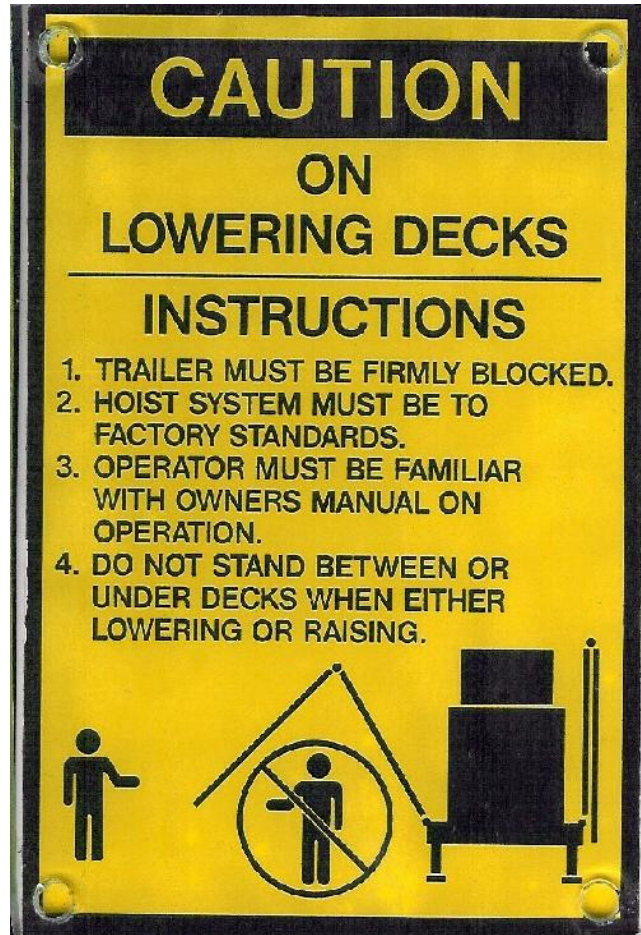 CAUTION
ON
LOWERING DECKS
INSTRUCTIONS
1. TRAILER MUST BE FIRMLY BLOCKED.
2. HOIST SYSTEM MUST BE TO
FACTORY STANDARDS.
3. OPERATOR MUST BE FAMILIAR
WITH OWNERS MANUAL ON
OPERATION.
4. DO NOT STAND BETWEEN OR
UNDER DECKS WHEN EITHER
LOWERING OR RAISING.